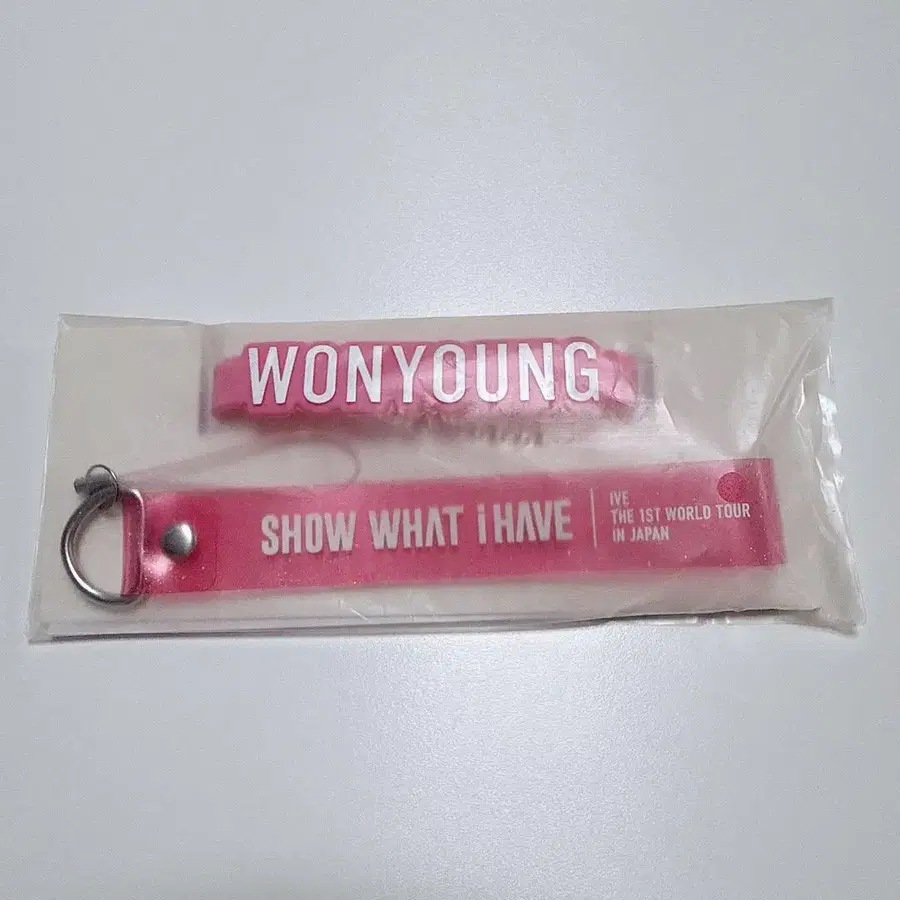 WONYOUNG
SHOW WHAT i HAVE
IVE
THE 1ST WORLD TOUR
IN JAPAN